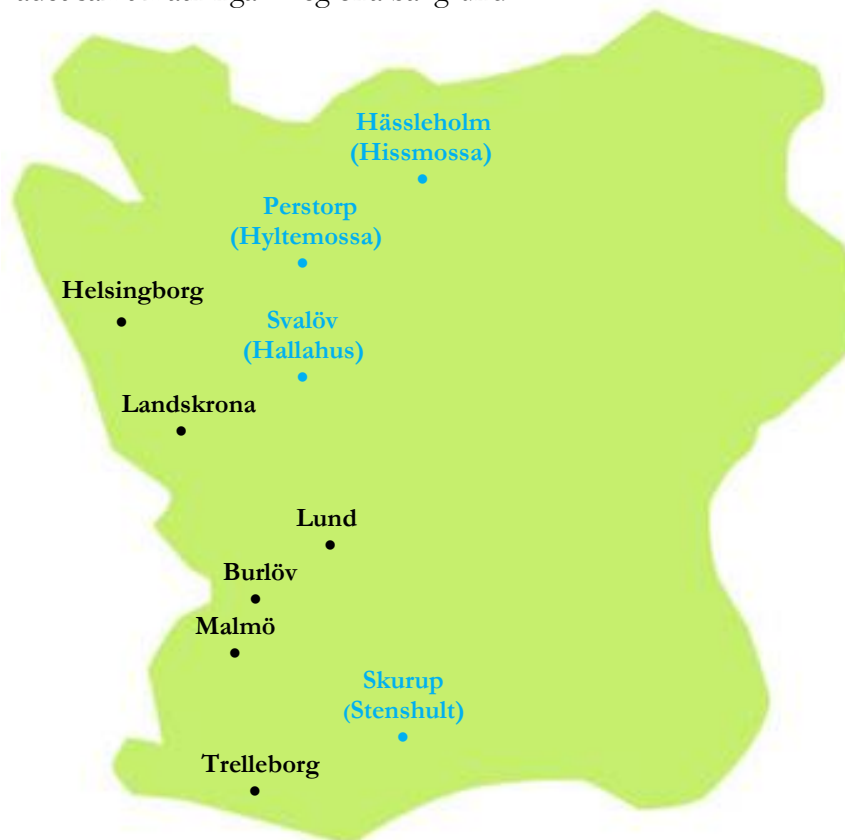 Hässleholm
(Hissmossa)
Perstorp
(Hyltemossa)
Helsingborg
Svalöv
(Hallahus)
Landskrona
Lund
Burlöv
Malmö
Skurup
(Stenshult)
Trelleborg